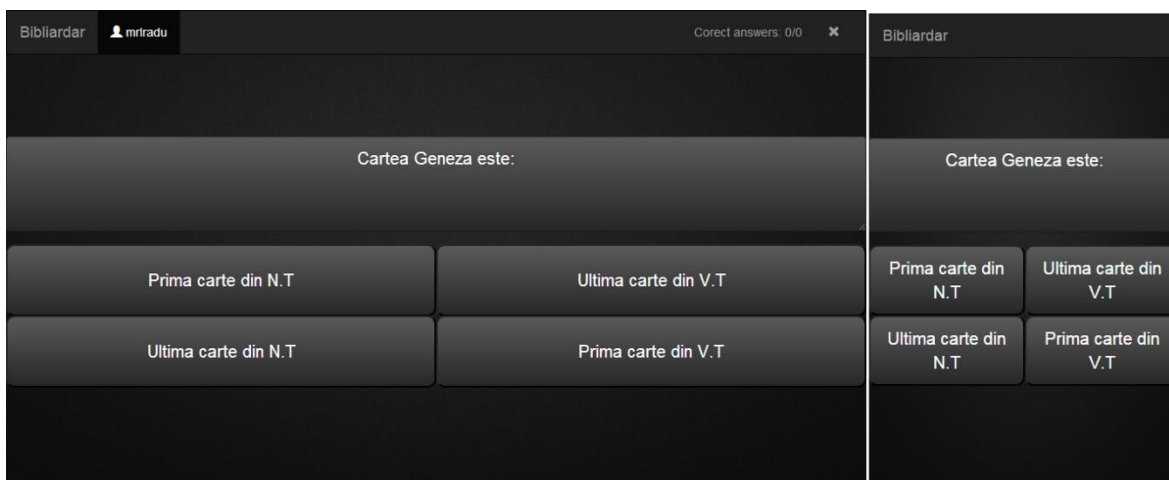 Bibliardar mrlradu Corect answers: 0/0 ✖
Cartea Geneza este:
Prima carte din N.T Ultima carte din V.T
Ultima carte din N.T Prima carte din V.T
Bibliardar
Cartea Geneza este:
Prima carte din
N.T
Ultima carte din
V.T
Ultima carte din
N.T
Prima carte din
V.T